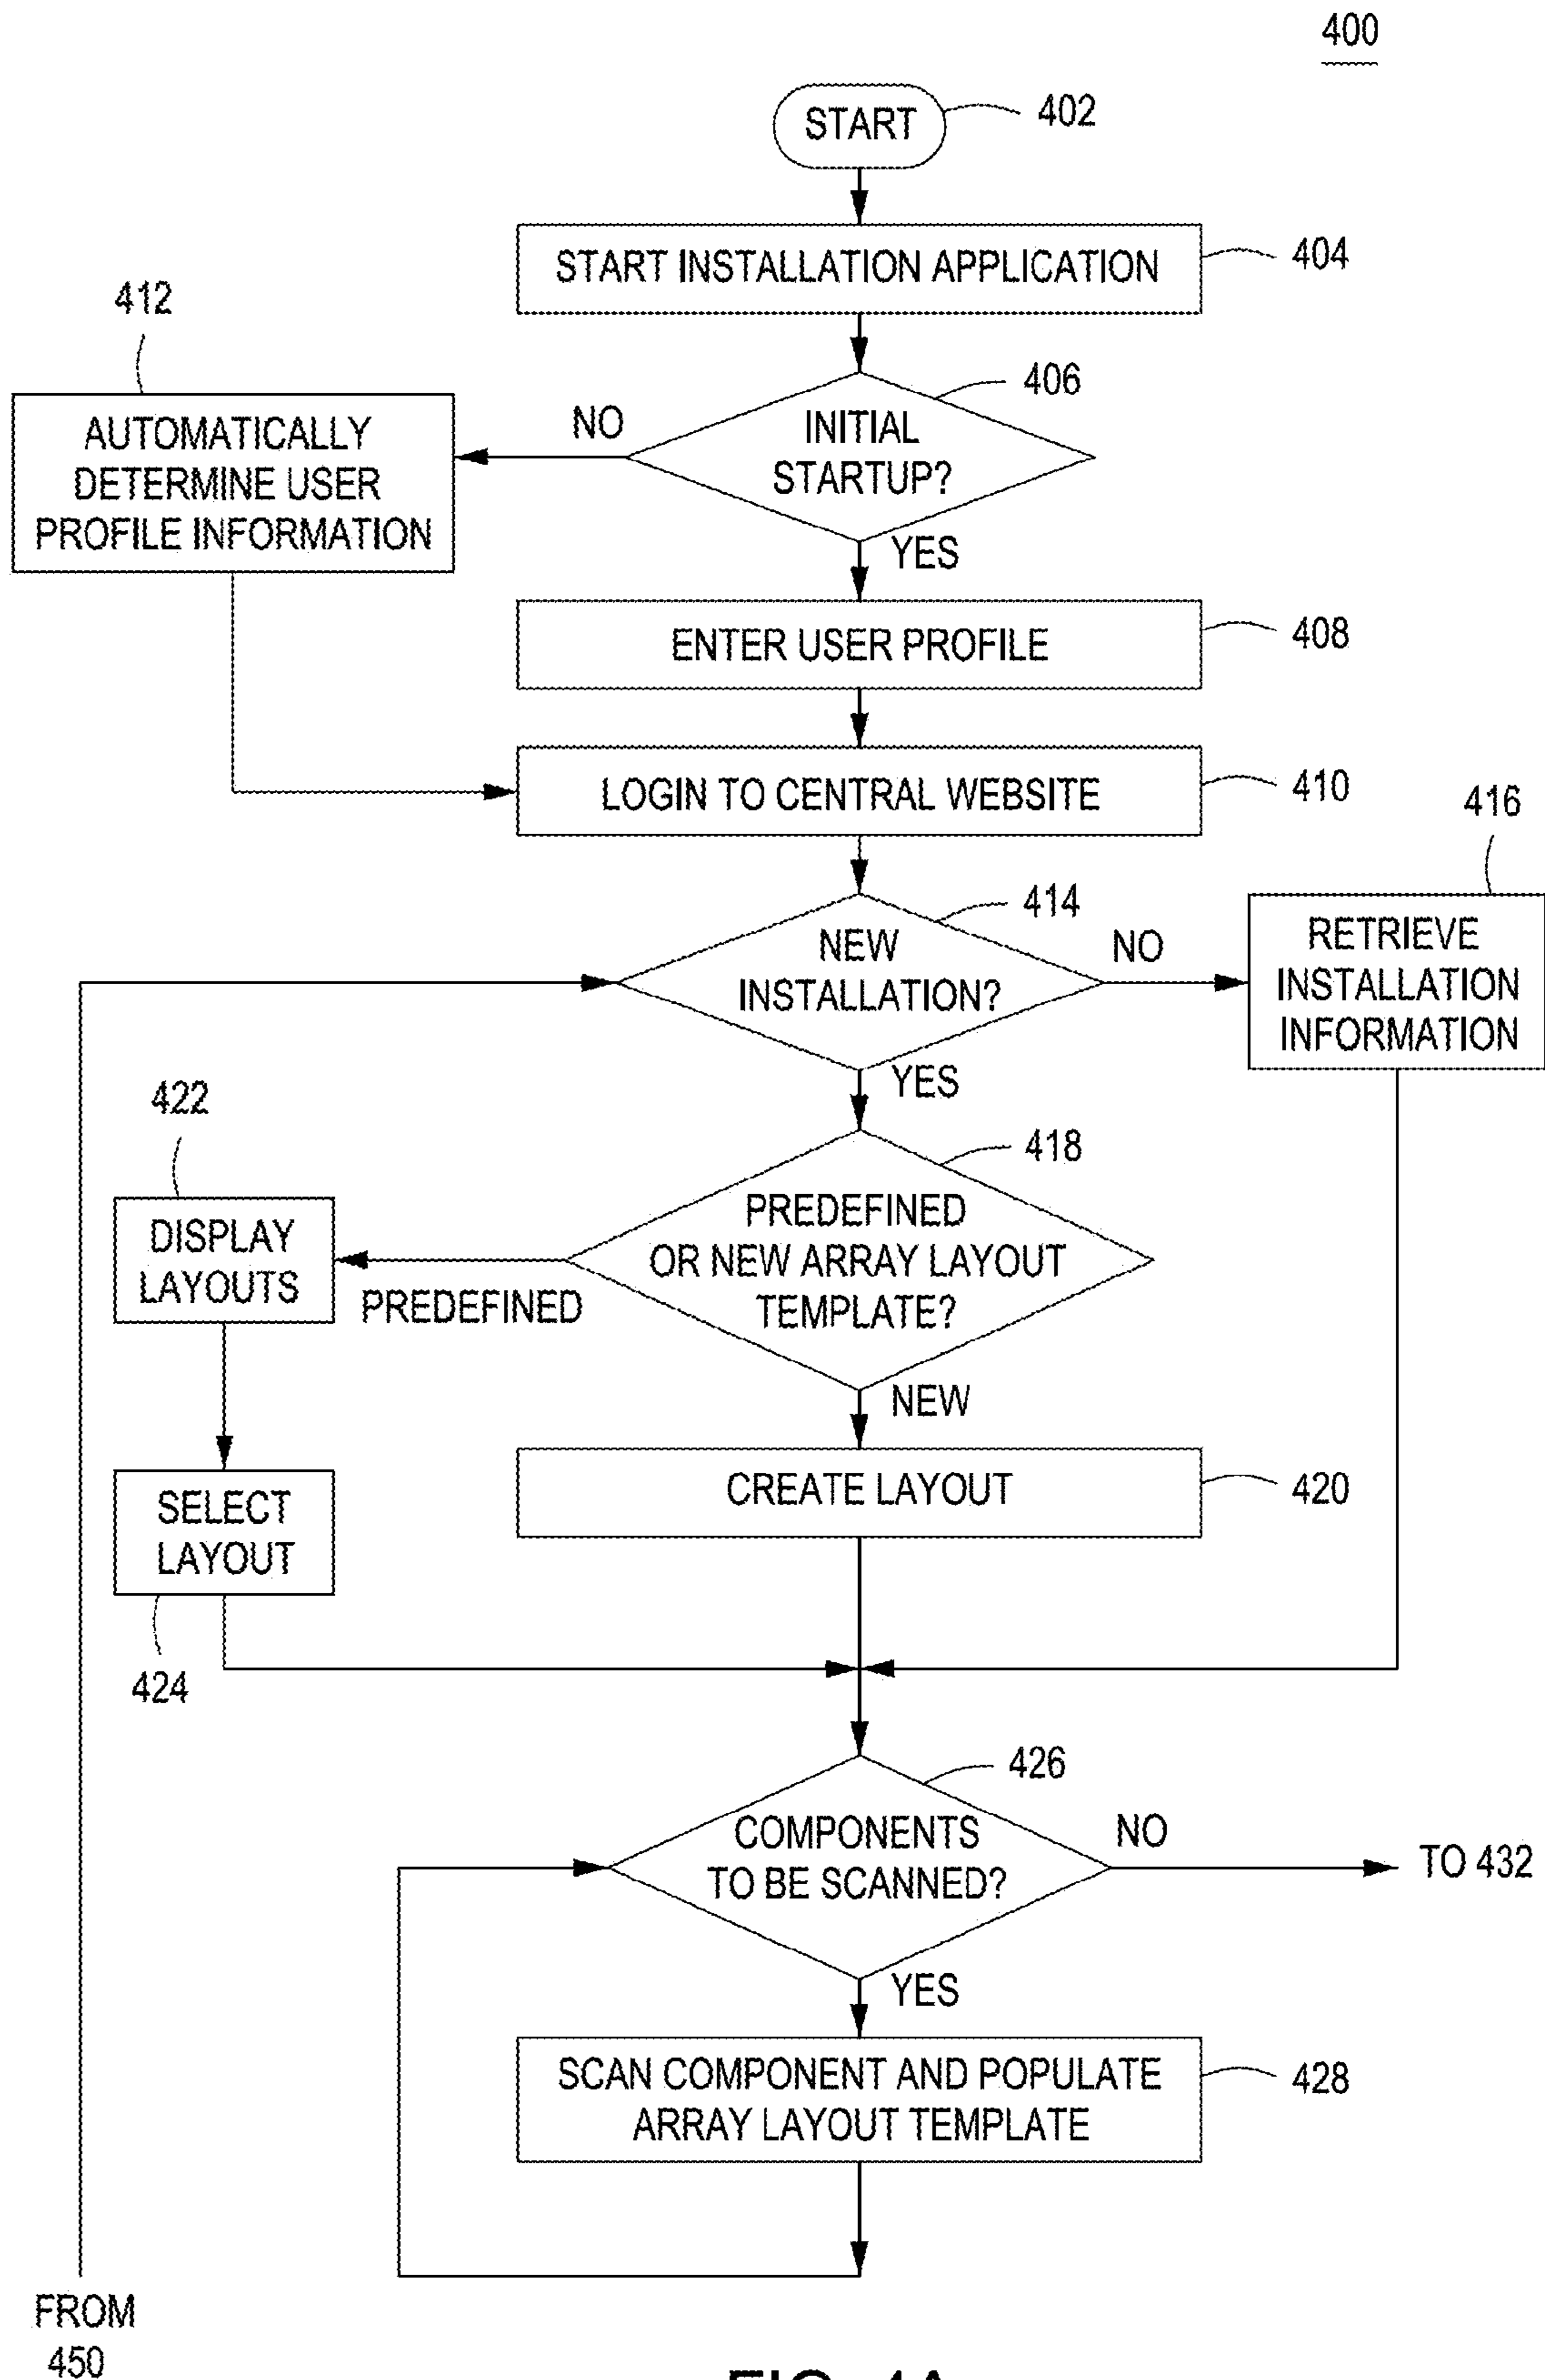 400
START
402
START INSTALLATION APPLICATION
404
412
406
AUTOMATICALLY
DETERMINE USER
PROFILE INFORMATION
NO
INITIAL
STARTUP?
YES
ENTER USER PROFILE
408
LOGIN TO CENTRAL WEBSITE
410
416
414
NEW
INSTALLATION?
NO
RETRIEVE
INSTALLATION
INFORMATION
YES
422
418
DISPLAY
LAYOUTS
PREDEFINED
PREDEFINED
OR NEW ARRAY LAYOUT
TEMPLATE?
NEW
CREATE LAYOUT
420
SELECT
LAYOUT
424
426
COMPONENTS
TO BE SCANNED?
NO
TO 432
YES
SCAN COMPONENT AND POPULATE
ARRAY LAYOUT TEMPLATE
428
FROM
450
FIG. 4A